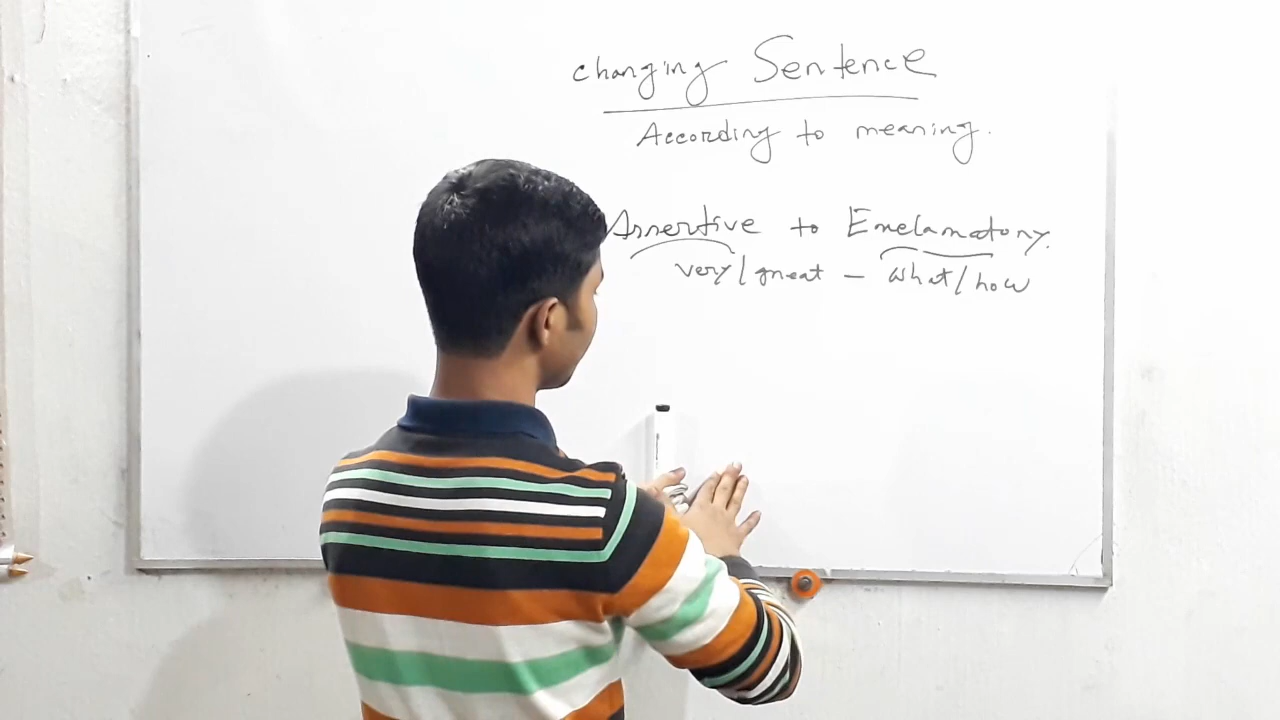 changing Sentence
According to meaning.
Assertive to Exclamatory.
very/great – what/how